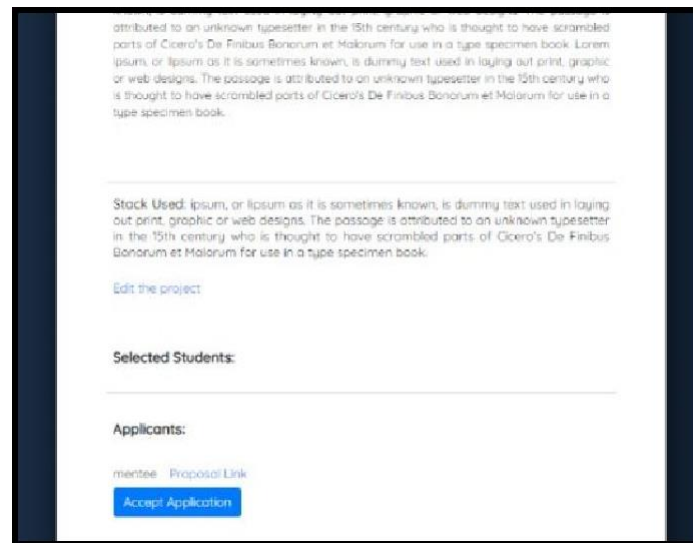 attributed to an unknown typesetter in the 15th century who is thought to have scrambled
parts of Cicero's De Finibus Bonorum et Malorum for use in a type specimen book. Lorem
ipsum, or lipsum as it is sometimes known, is dummy text used in laying out print, graphic
or web designs. The passage is attributed to an unknown typesetter in the 15th century who
is thought to have scrambled parts of Cicero's De Finibus Bonorum et Malorum for use in a
type specimen book.
Stack Used: ipsum, or lipsum as it is sometimes known, is dummy text used in laying
out print, graphic or web designs. The passage is attributed to an unknown typesetter
in the 15th century who is thought to have scrambled parts of Cicero's De Finibus
Bonorum et Malorum for use in a type specimen book.
Edit the project
Selected Students:
Applicants:
mentee Proposal Link
Accept Application